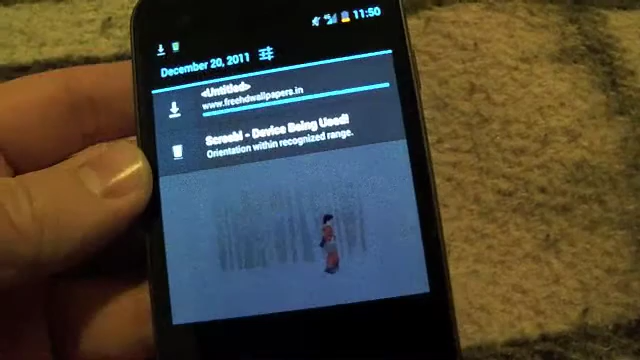 11:50
December 20, 2011
<Untitled>
www.freehdwallpapers.in
Screebl - Device Being Used!
Orientation within recognized range.